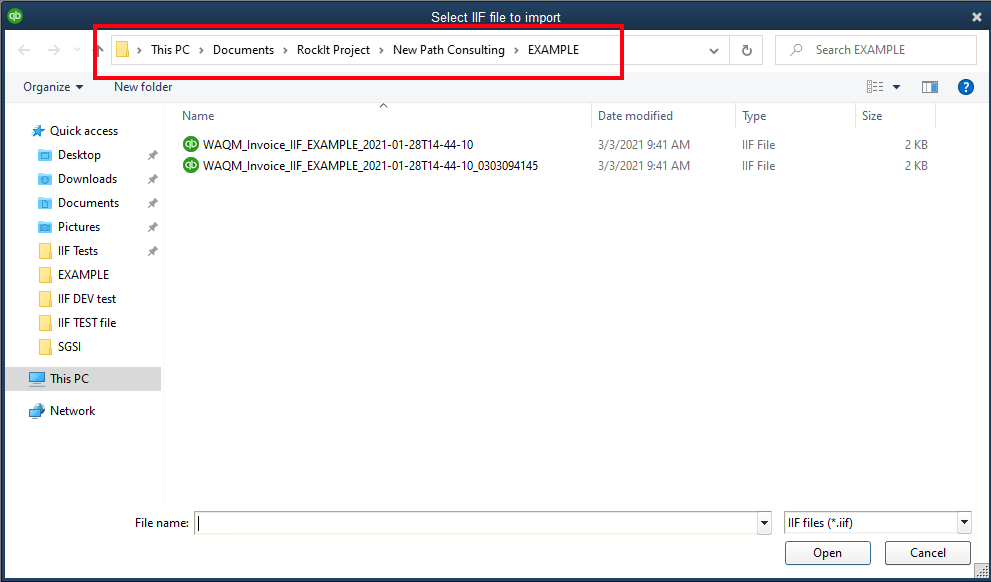 qb Select IIF file to import
This PC > Documents > RockIt Project > New Path Consulting > EXAMPLE
Search EXAMPLE
Organize New folder ?
Name Date modified Type Size
Quick access
Desktop
Downloads
Documents
Pictures
IIF Tests
EXAMPLE
IIF DEV test
IIF TEST file
SGSI
This PC
Network
qb WAQM_Invoice_IIF_EXAMPLE_2021-01-28T14-44-10 3/3/2021 9:41 AM IIF File 2 KB
qb WAQM_Invoice_IIF_EXAMPLE_2021-01-28T14-44-10_0303094145 3/3/2021 9:41 AM IIF File 2 KB
File name: IIF files (*.iif)
Open Cancel